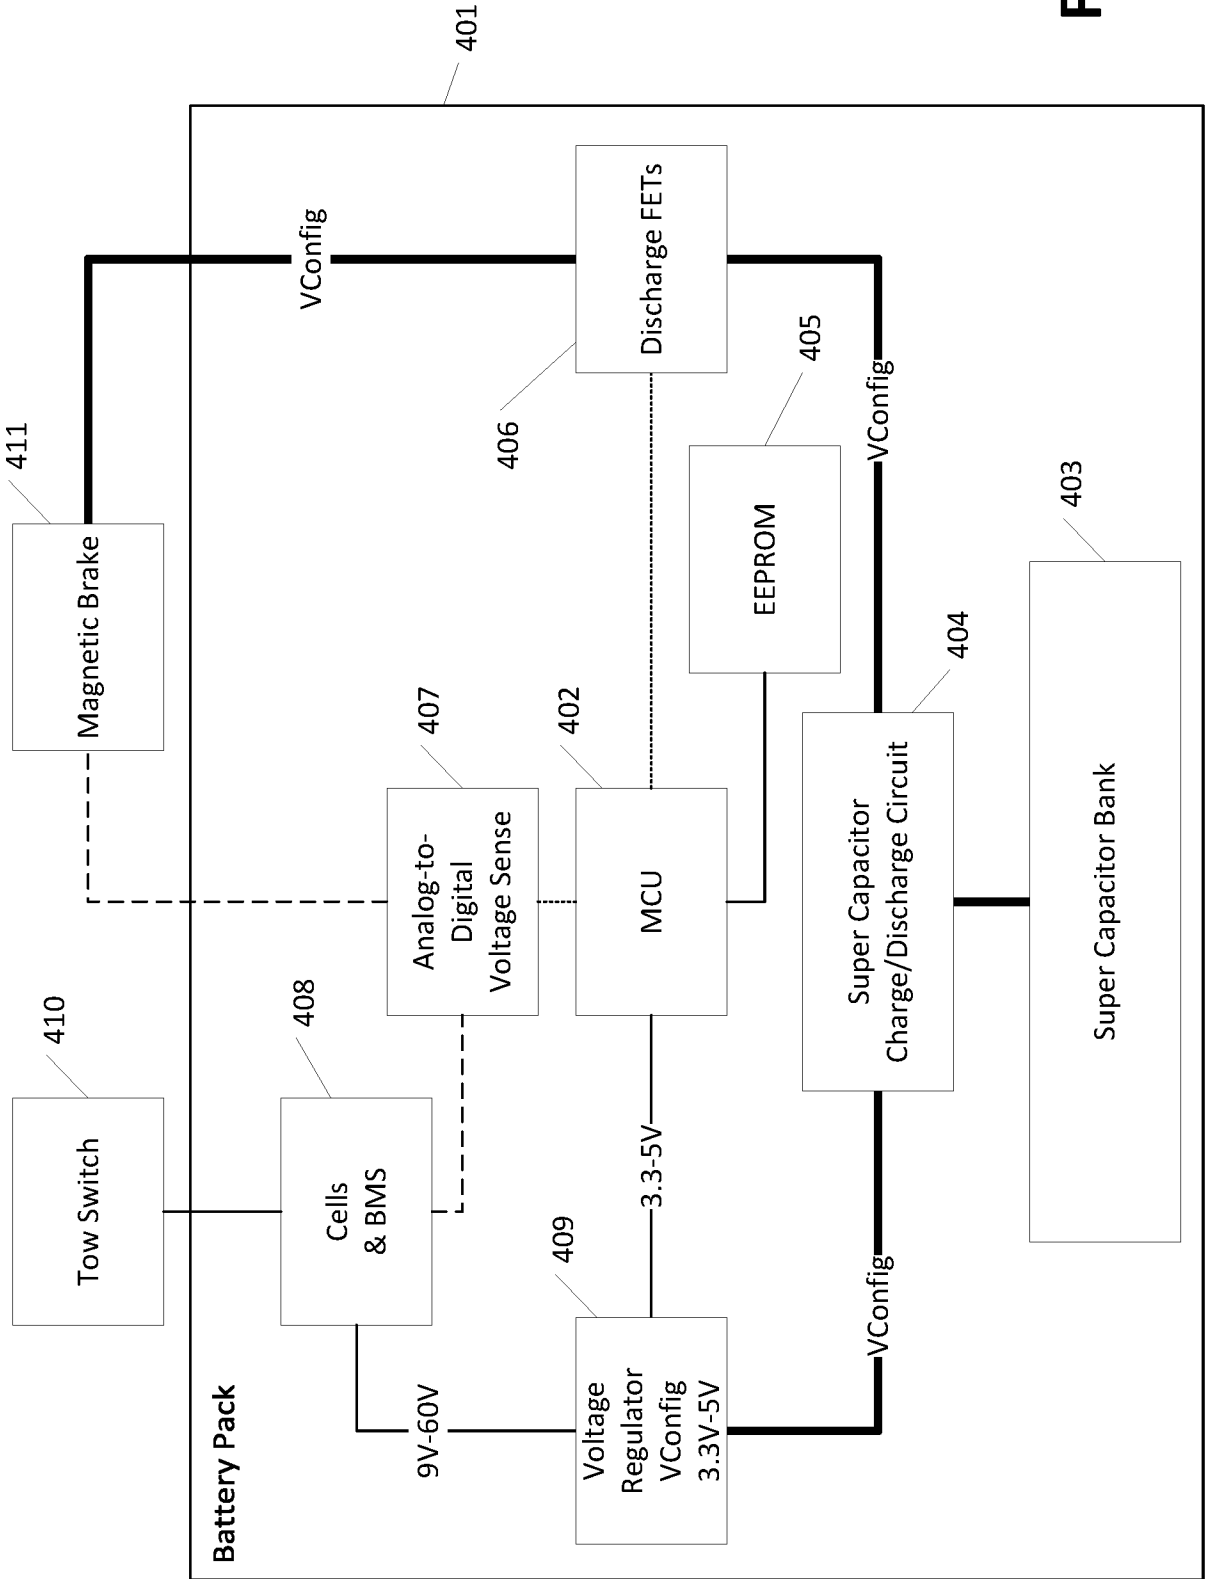 F
401
Battery Pack
410
Tow Switch
411
Magnetic Brake
408
Cells
& BMS
407
Analog-to-
Digital
Voltage Sense
VConfig
9V-60V
409
Voltage
Regulator
VConfig
3.3V-5V
3.3-5V
402
MCU
406
Discharge FETs
405
EEPROM
VConfig
404
Super Capacitor
Charge/Discharge Circuit
VConfig
403
Super Capacitor Bank